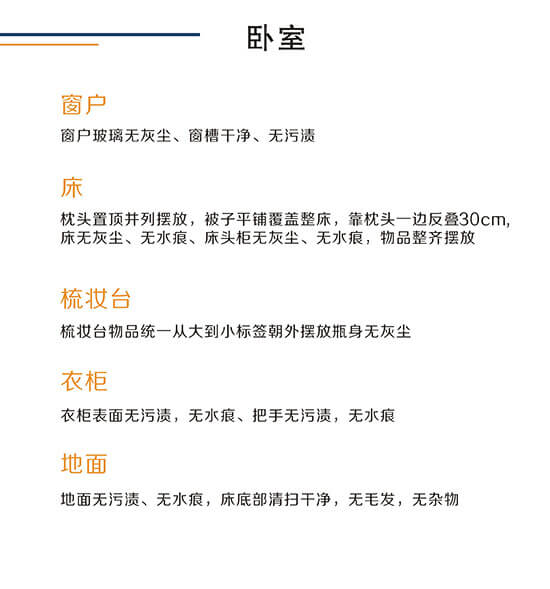 卧室
窗户
窗户玻璃无灰尘、窗槽干净、无污渍
床
枕头置顶并列摆放，被子平铺覆盖整床，靠枕头一边反叠30cm，
床无灰尘、无水痕、床头柜无灰尘、无水痕，物品整齐摆放
梳妆台
梳妆台物品统一从大到小标签朝外摆放瓶身无灰尘
衣柜
衣柜表面无污渍，无水痕、把手无污渍，无水痕
地面
地面无污渍、无水痕，床底部清扫干净，无毛发，无杂物